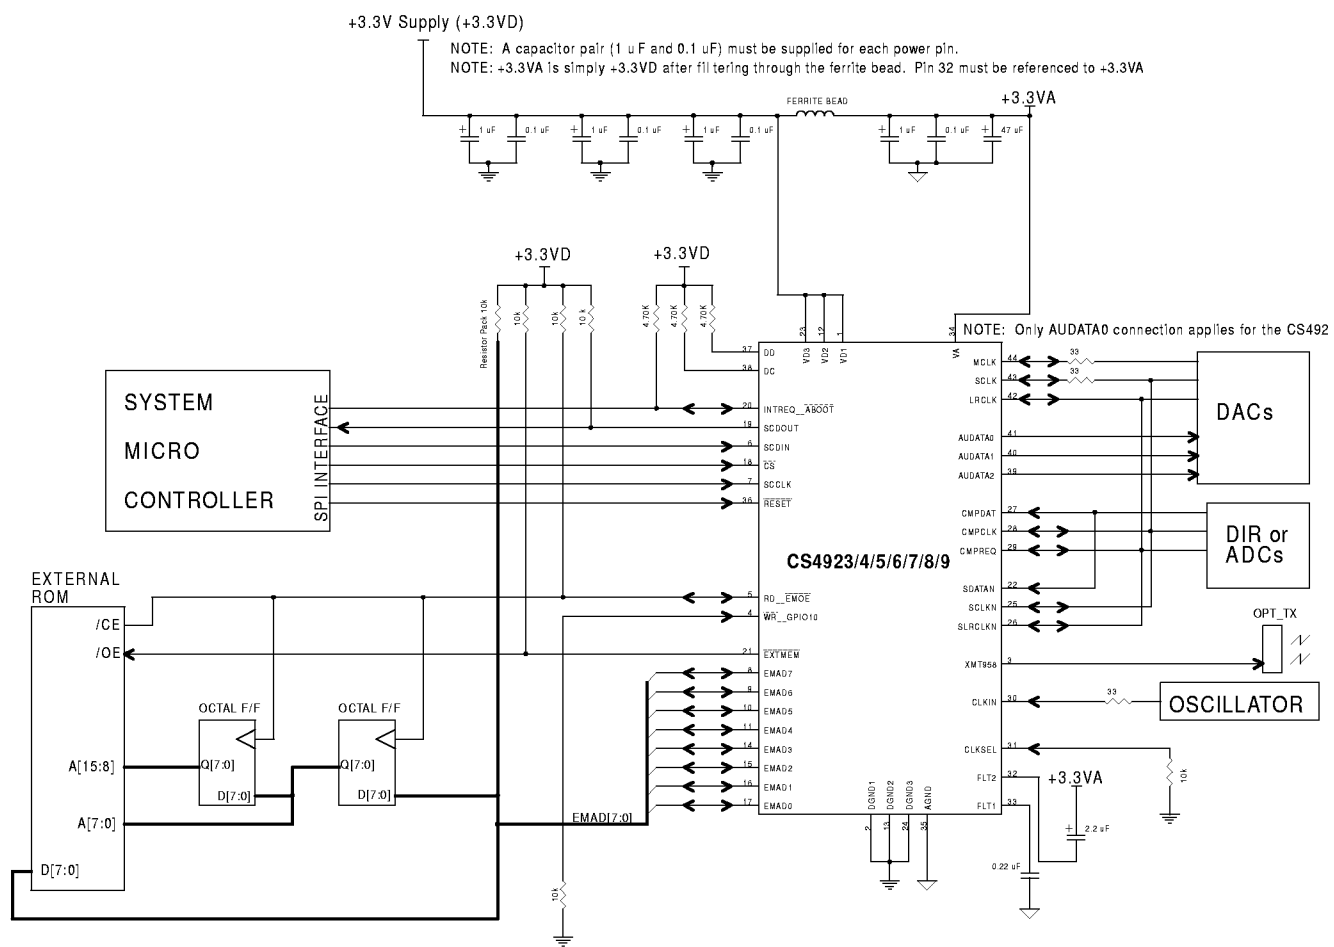 +3.3V Supply (+3.3VD)
NOTE: A capacitor pair (1 u F and 0.1 uF) must be supplied for each power pin.
NOTE: +3.3VA is simply +3.3VD after filtering through the ferrite bead. Pin 32 must be referenced to +3.3VA
FERRITE BEAD
+3.3VA
+ 1 uF
0.1 uF
+ 1 uF
0.1 uF
+ 1 uF
0.1 uF
+ 1 uF
0.1 uF
+ 47 uF
+3.3VD
+3.3VD
Resistor Pack 10k
10k
10k
10 k
4.70K
4.70K
4.70K
23
12
1
34
VD3
VD2
VD1
VA
NOTE: Only AUDATA0 connection applies for the CS492
SYSTEM
MICRO
CONTROLLER
SPI INTERFACE
37 DD
38 DC
20 INTREQ__ABOOT
19 SCDOUT
6 SCDIN
18 CS
7 SCCLK
36 RESET
5 RD__EMOE
4 WR__GPIO10
21 EXTMEM
8 EMAD7
9 EMAD6
10 EMAD5
11 EMAD4
14 EMAD3
15 EMAD2
16 EMAD1
17 EMAD0
CS4923/4/5/6/7/8/9
MCLK 44 33
SCLK 43 33
LRCLK 42
AUDATA0 41
AUDATA1 40
AUDATA2 39
CMPDAT 27
CMPCLK 28
CMPREQ 29
SDATAN 22
SCLKN 25
SLRCLKN 26
XMT958 3
CLKIN 30 33
CLKSEL 31
FLT2 32
FLT1 33
DACs
DIR or
ADCs
OPT_TX
OSCILLATOR
10k
+3.3VA
+ 2.2 uF
0.22 uF
DGND1
DGND2
DGND3
AGND
2
13
24
35
EXTERNAL
ROM
/CE
/OE
A[15:8]
A[7:0]
D[7:0]
OCTAL F/F
Q[7:0]
D[7:0]
OCTAL F/F
Q[7:0]
D[7:0]
EMAD[7:0]
10k